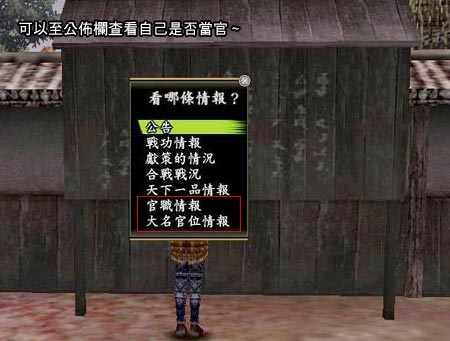 可以至公佈欄查看自己是否當官~
看哪條情報？
公告
戰功情報
獻策的情況
合戰戰況
天下一品情報
官職情報
大名官位情報